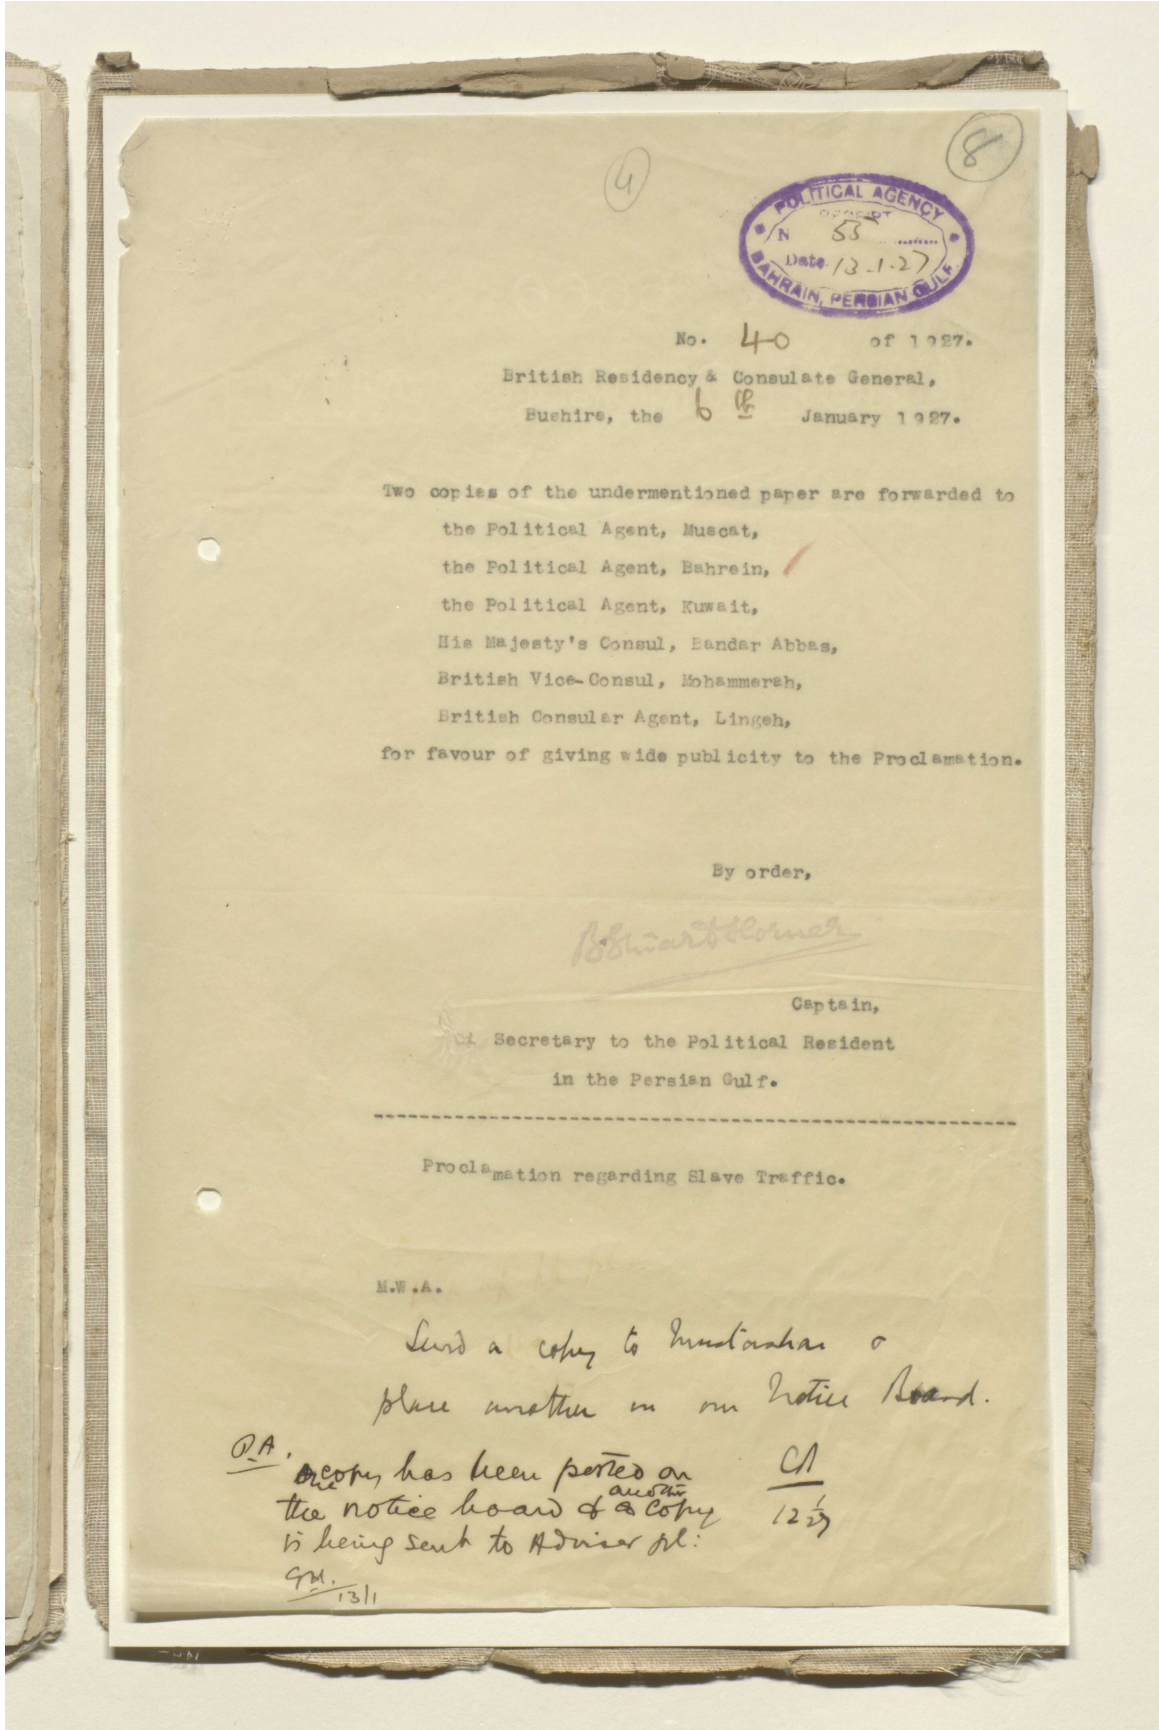 8
4
POLITICAL AGENCY
RECEIPT
N 55
Date 13-1-27
BAHRAIN, PERSIAN GULF
No. 40 of 1927.
British Residency & Consulate General,
Bushire, the 6th January 1927.
Two copies of the undermentioned paper are forwarded to
the Political Agent, Muscat,
the Political Agent, Bahrein,
the Political Agent, Kuwait,
His Majesty's Consul, Bandar Abbas,
British Vice-Consul, Mohammerah,
British Consular Agent, Lingeh,
for favour of giving wide publicity to the Proclamation.
By order,
Captain,
Secretary to the Political Resident
in the Persian Gulf.
Proclamation regarding Slave Traffic.
M.W.A.
Send a copy to Mustashar &
place another on our Notice Board.
P.A.
One copy has been posted on
the notice board & another copy
is being sent to Adviser pl:
12/1/27
13/1